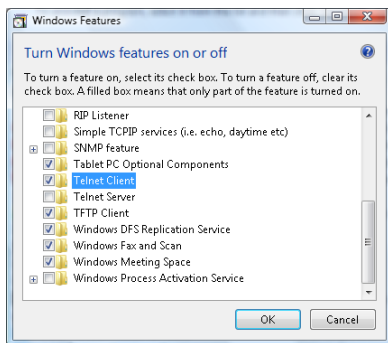 Windows Features
Turn Windows features on or off
To turn a feature on, select its check box. To turn a feature off, clear its
check box. A filled box means that only part of the feature is turned on.
RIP Listener
Simple TCPIP services (i.e. echo, daytime etc)
SNMP feature
Tablet PC Optional Components
Telnet Client
Telnet Server
TFTP Client
Windows DFS Replication Service
Windows Fax and Scan
Windows Meeting Space
Windows Process Activation Service
OK Cancel